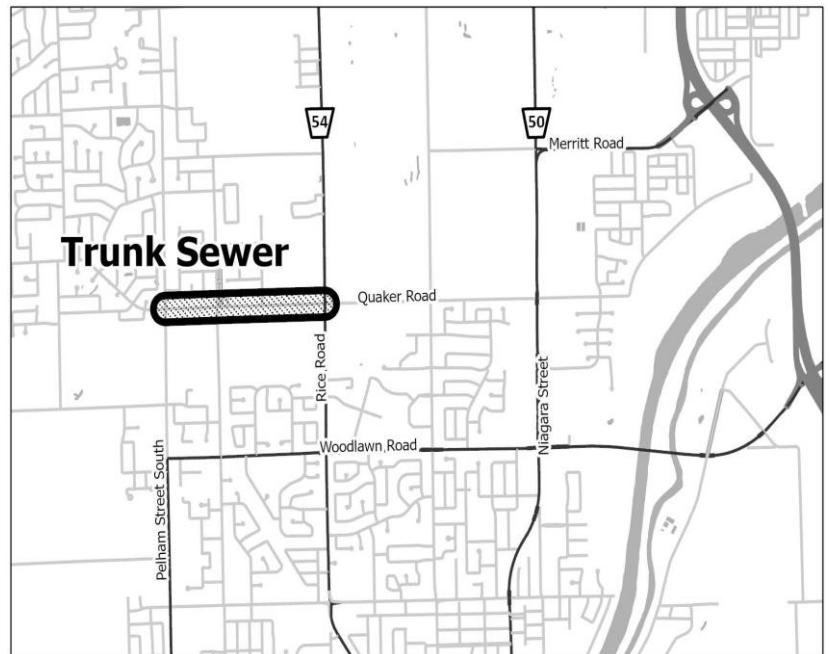 54
50
Merritt Road
Trunk Sewer
Quaker Road
Rice Road
Niagara Street
Woodlawn Road
Pelham Street South